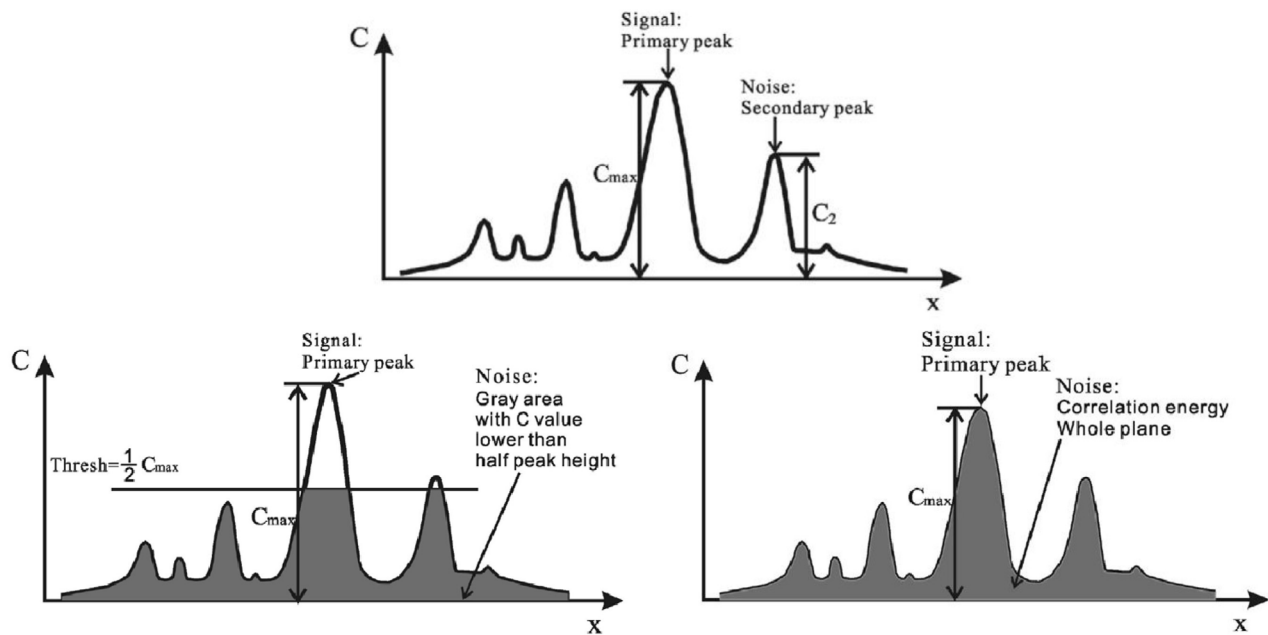 Signal:
Primary peak
C
Noise:
Secondary peak
Cmax
C2
x
Signal:
Primary peak
C
Noise:
Gray area
with C value
lower than
half peak height
Thresh=1/2 Cmax
Cmax
x
Signal:
Primary peak
C
Noise:
Correlation energy
Whole plane
Cmax
x